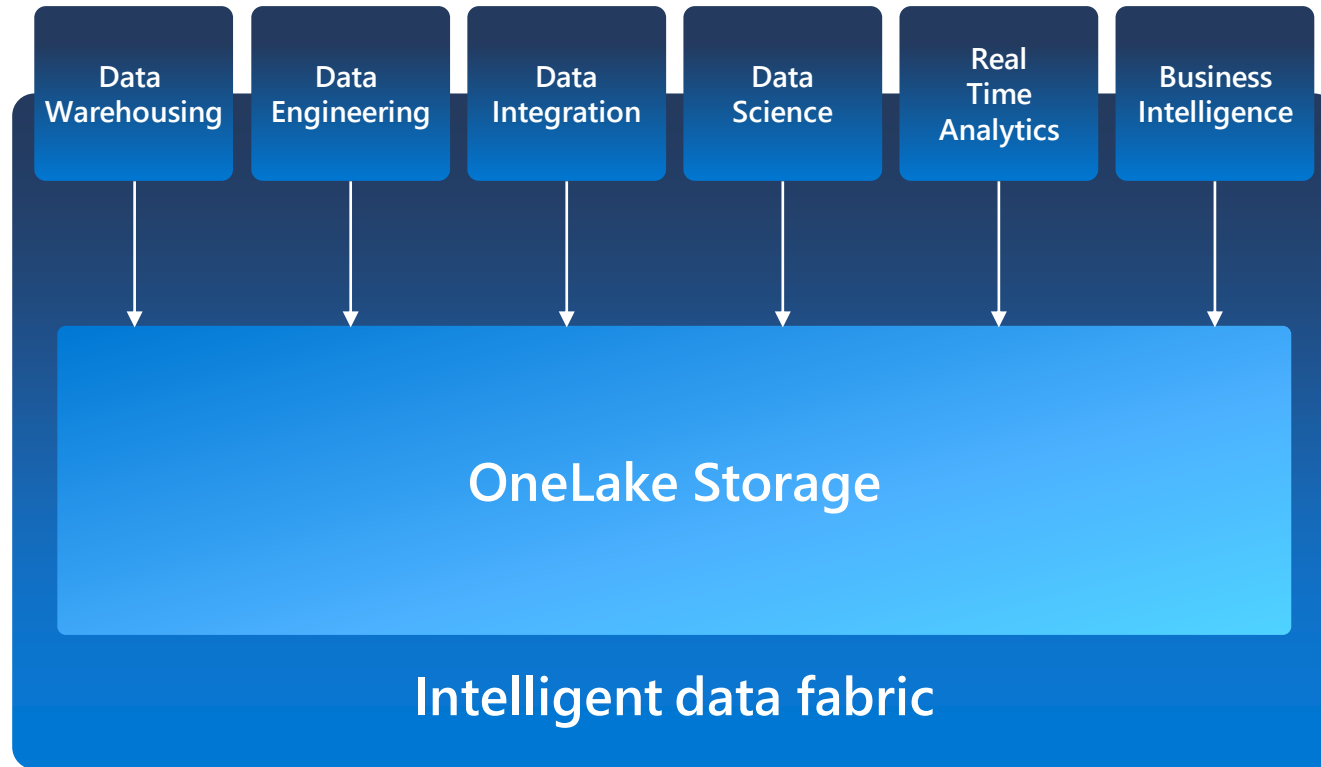 Data
Warehousing
Data
Engineering
Data
Integration
Data
Science
Real
Time
Analytics
Business
Intelligence
OneLake Storage
Intelligent data fabric